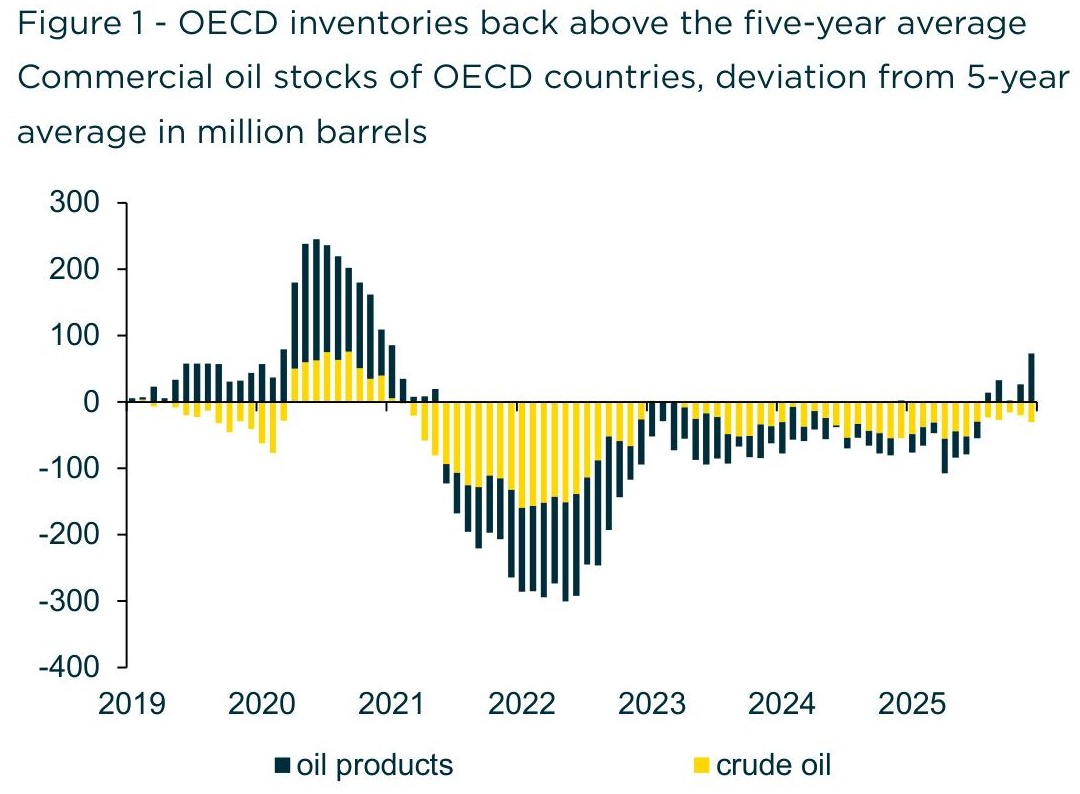 Figure 1 - OECD inventories back above the five-year average
Commercial oil stocks of OECD countries, deviation from 5-year
average in million barrels
300
200
100
0
-100
-200
-300
-400
2019 2020 2021 2022 2023 2024 2025
oil products crude oil